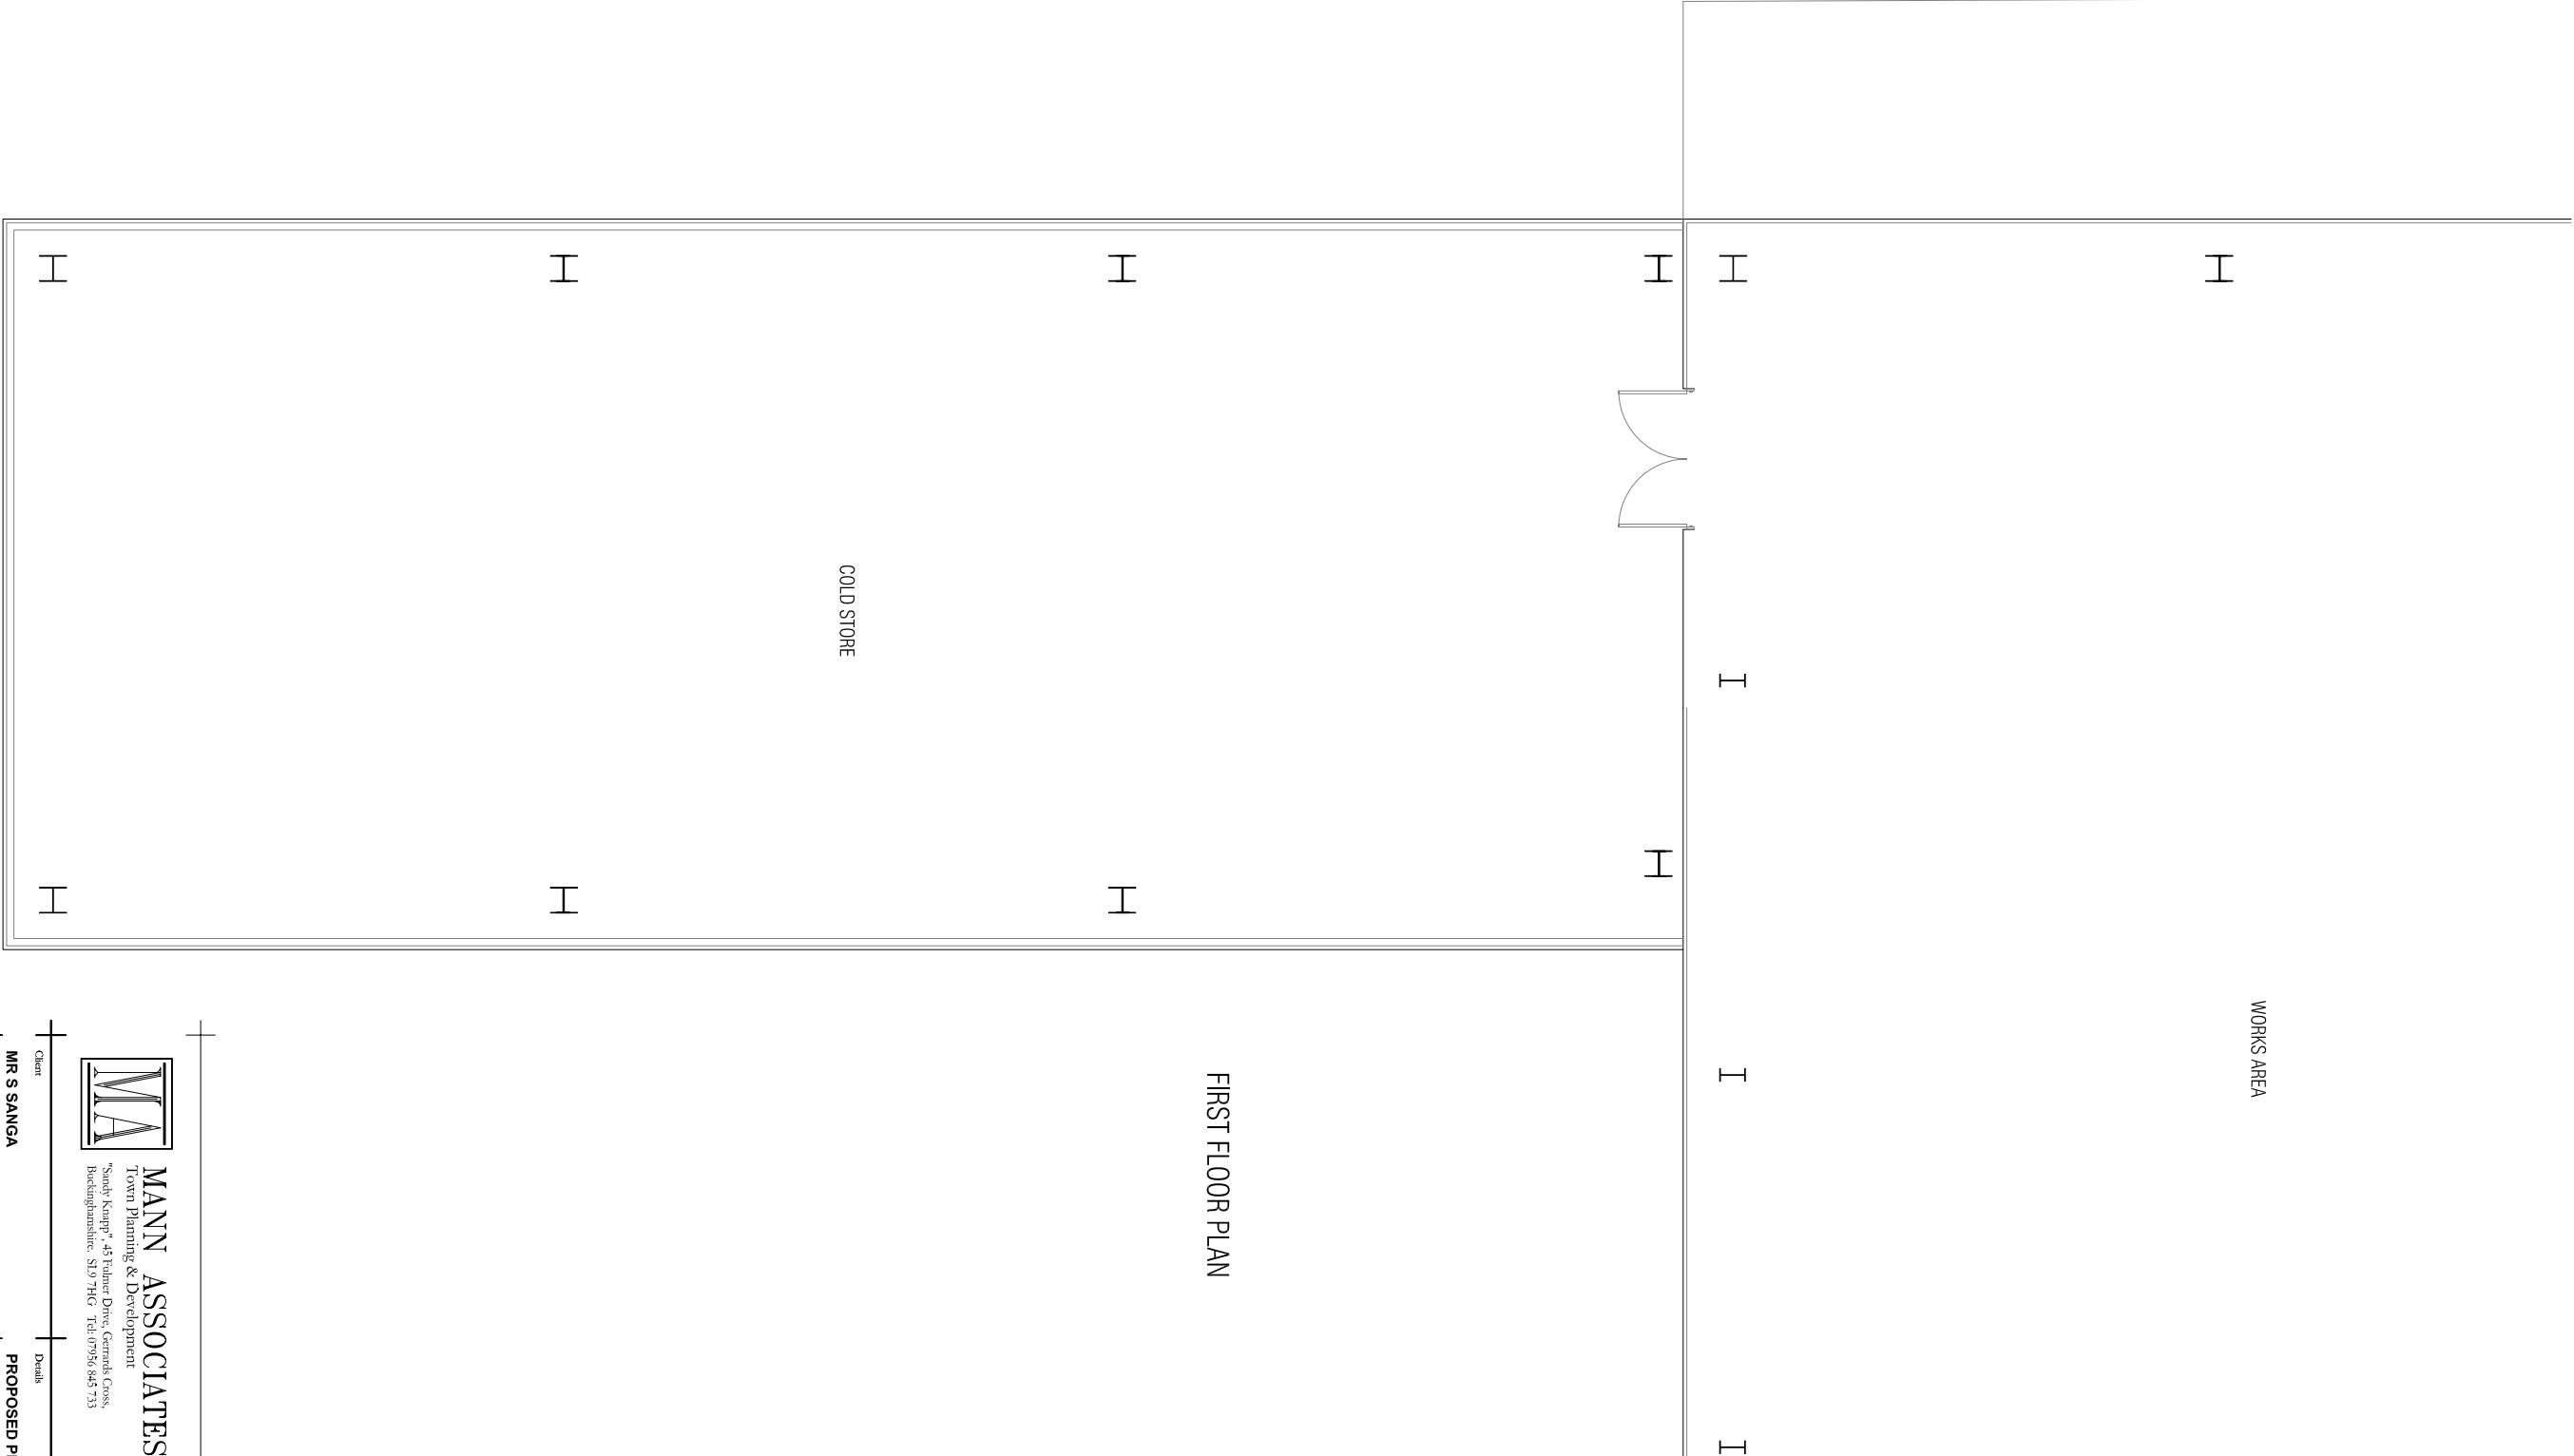 COLD STORE
WORKS AREA
FIRST FLOOR PLAN
MA
MANN ASSOCIATES
Town Planning & Development
"Sandy Knapp", 45 Fulmer Drive, Gerrards Cross,
Buckinghamshire. SL9 7HG Tel: 07956 845 733
Client
MR S SANGA
Details
PROPOSED